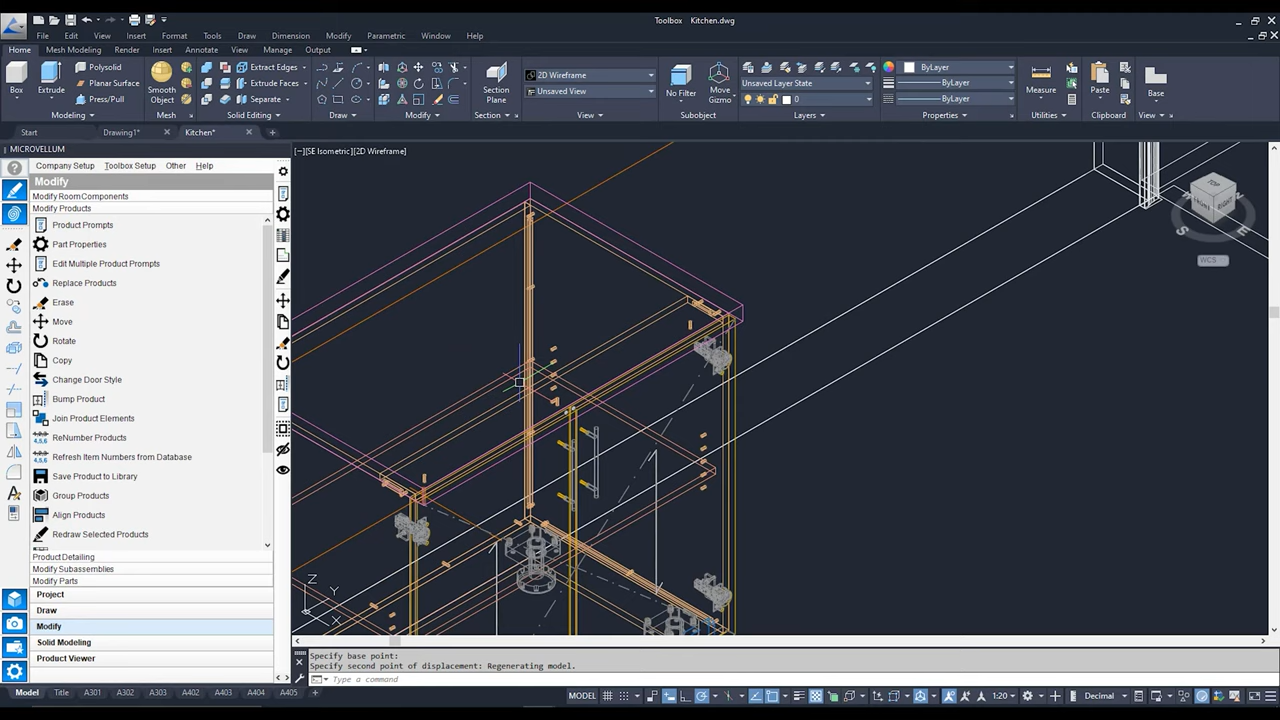 Toolbox Kitchen.dwg
File Edit View Insert Format Tools Draw Dimension Modify Parametric Window Help
Home Mesh Modeling Render Insert Annotate View Manage Output
Box
Extrude
Polysolid
Planar Surface
Press/Pull
Modeling
Smooth Object
Mesh
Extract Edges
Extrude Faces
Separate
Solid Editing
Draw
Modify
Section Plane
Section
2D Wireframe
Unsaved View
View
No Filter
Move Gizmo
Subobject
Unsaved Layer State
0
Layers
ByLayer
ByLayer
ByLayer
Properties
Measure
Utilities
Paste
Clipboard
Base
View
Start Drawing1* Kitchen*
MICROVELLUM
Company Setup Toolbox Setup Other Help
Modify
Modify Room Components
Modify Products
Product Prompts
Part Properties
Edit Multiple Product Prompts
Replace Products
Erase
Move
Rotate
Copy
Change Door Style
Bump Product
Join Product Elements
ReNumber Products
Refresh Item Numbers from Database
Save Product to Library
Group Products
Align Products
Redraw Selected Products
Product Detailing
Modify Subassemblies
Modify Parts
Project
Draw
Modify
Solid Modeling
Product Viewer
[−][SE Isometric][2D Wireframe]
TOP
FRONT RIGHT
S E
WCS
Z
Y
X
Specify base point:
Specify second point of displacement: Regenerating model.
Type a command
Model Title A301 A302 A303 A402 A403 A404 A405
MODEL 1:20 Decimal